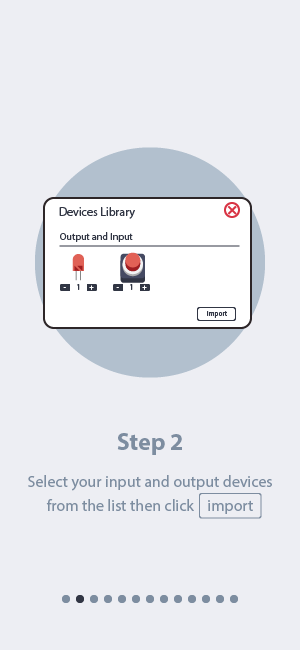 Devices Library
Output and Input
- 1 + - 1 +
Import
Step 2
Select your input and output devices
from the list then click import